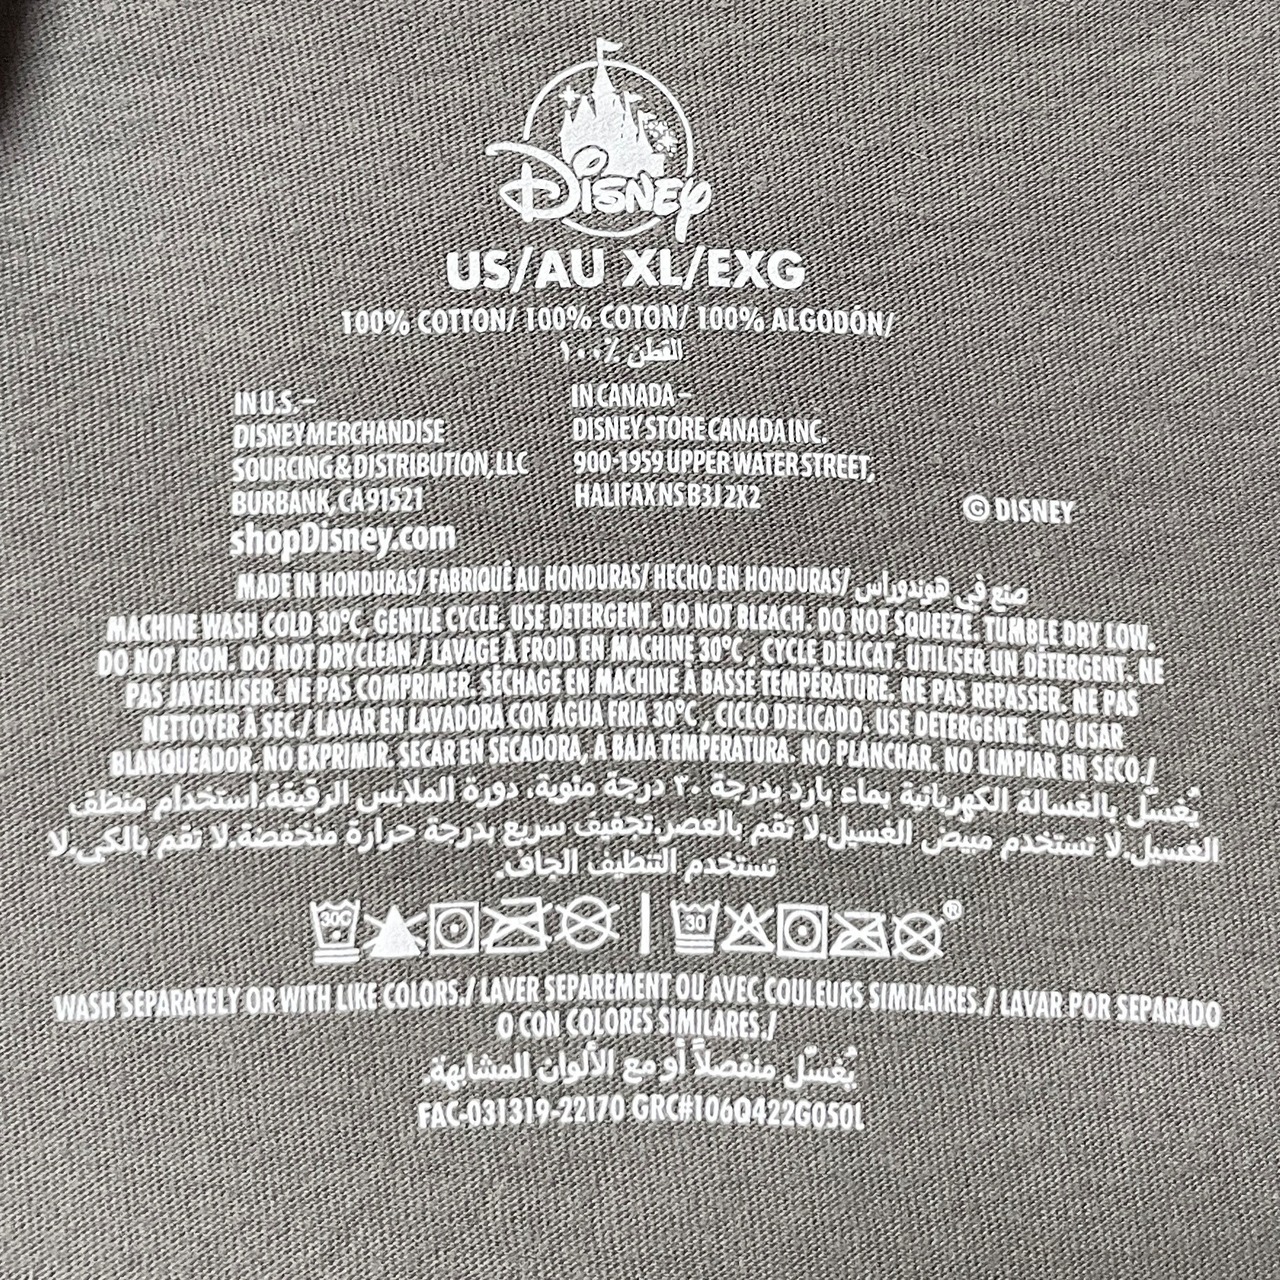 Disney
US/AU XL/EXG
100% COTTON/ 100% COTON/ 100% ALGODÓN/
القطن ٪١٠٠
IN U.S.–
DISNEY MERCHANDISE
SOURCING & DISTRIBUTION, LLC
BURBANK, CA 91521
shopDisney.com
IN CANADA –
DISNEY STORE CANADA INC.
900-1959 UPPER WATER STREET,
HALIFAX NS B3J 2X2
© DISNEY
MADE IN HONDURAS/ FABRIQUÉ AU HONDURAS/ HECHO EN HONDURAS/ صنع في هوندوراس
MACHINE WASH COLD 30°C, GENTLE CYCLE. USE DETERGENT. DO NOT BLEACH. DO NOT SQUEEZE. TUMBLE DRY LOW.
DO NOT IRON. DO NOT DRYCLEAN./ LAVAGE À FROID EN MACHINE 30°C , CYCLE DÉLICAT. UTILISER UN DÉTERGENT. NE
PAS JAVELLISER. NE PAS COMPRIMER. SÉCHAGE EN MACHINE À BASSE TEMPÉRATURE. NE PAS REPASSER. NE PAS
NETTOYER À SEC./ LAVAR EN LAVADORA CON AGUA FRIA 30°C , CICLO DELICADO. USE DETERGENTE. NO USAR
BLANQUEADOR. NO EXPRIMIR. SECAR EN SECADORA, A BAJA TEMPERATURA. NO PLANCHAR. NO LIMPIAR EN SECO./
يُغسّل بالغسالة الكهربائية بماء بارد بدرجة ٣٠ درجة مئوية، دورة الملابس الرقيقة.استخدام منظف
الغسيل.لا تستخدم مبيض الغسيل.لا تقم بالعصر.تجفيف سريع بدرجة حرارة منخفضة.لا تقم بالكي.لا
تستخدم التنظيف الجاف.
30C 30 ®
WASH SEPARATELY OR WITH LIKE COLORS./ LAVER SEPAREMENT OU AVEC COULEURS SIMILAIRES./ LAVAR POR SEPARADO
O CON COLORES SIMILARES./
يُغسّل منفصلاً أو مع الألوان المشابهة.
FAC-031319-22170 GRC#106Q422G050L